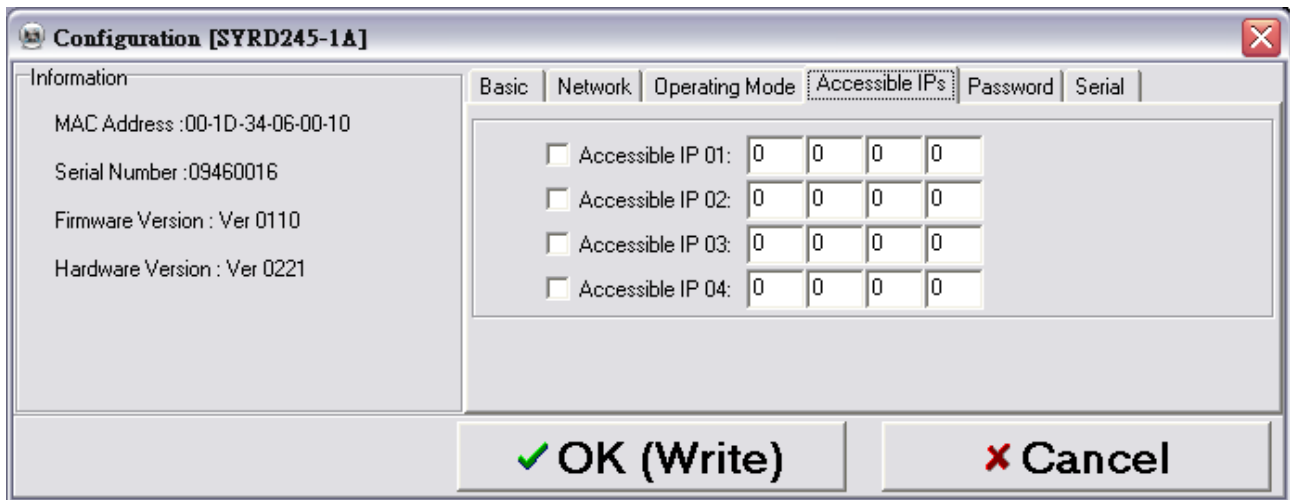 Configuration [SYRD245-1A]
Information
MAC Address :00-1D-34-06-00-10
Serial Number :09460016
Firmware Version : Ver 0110
Hardware Version : Ver 0221
Basic Network Operating Mode Accessible IPs Password Serial
Accessible IP 01: 0 0 0 0
Accessible IP 02: 0 0 0 0
Accessible IP 03: 0 0 0 0
Accessible IP 04: 0 0 0 0
OK (Write) Cancel